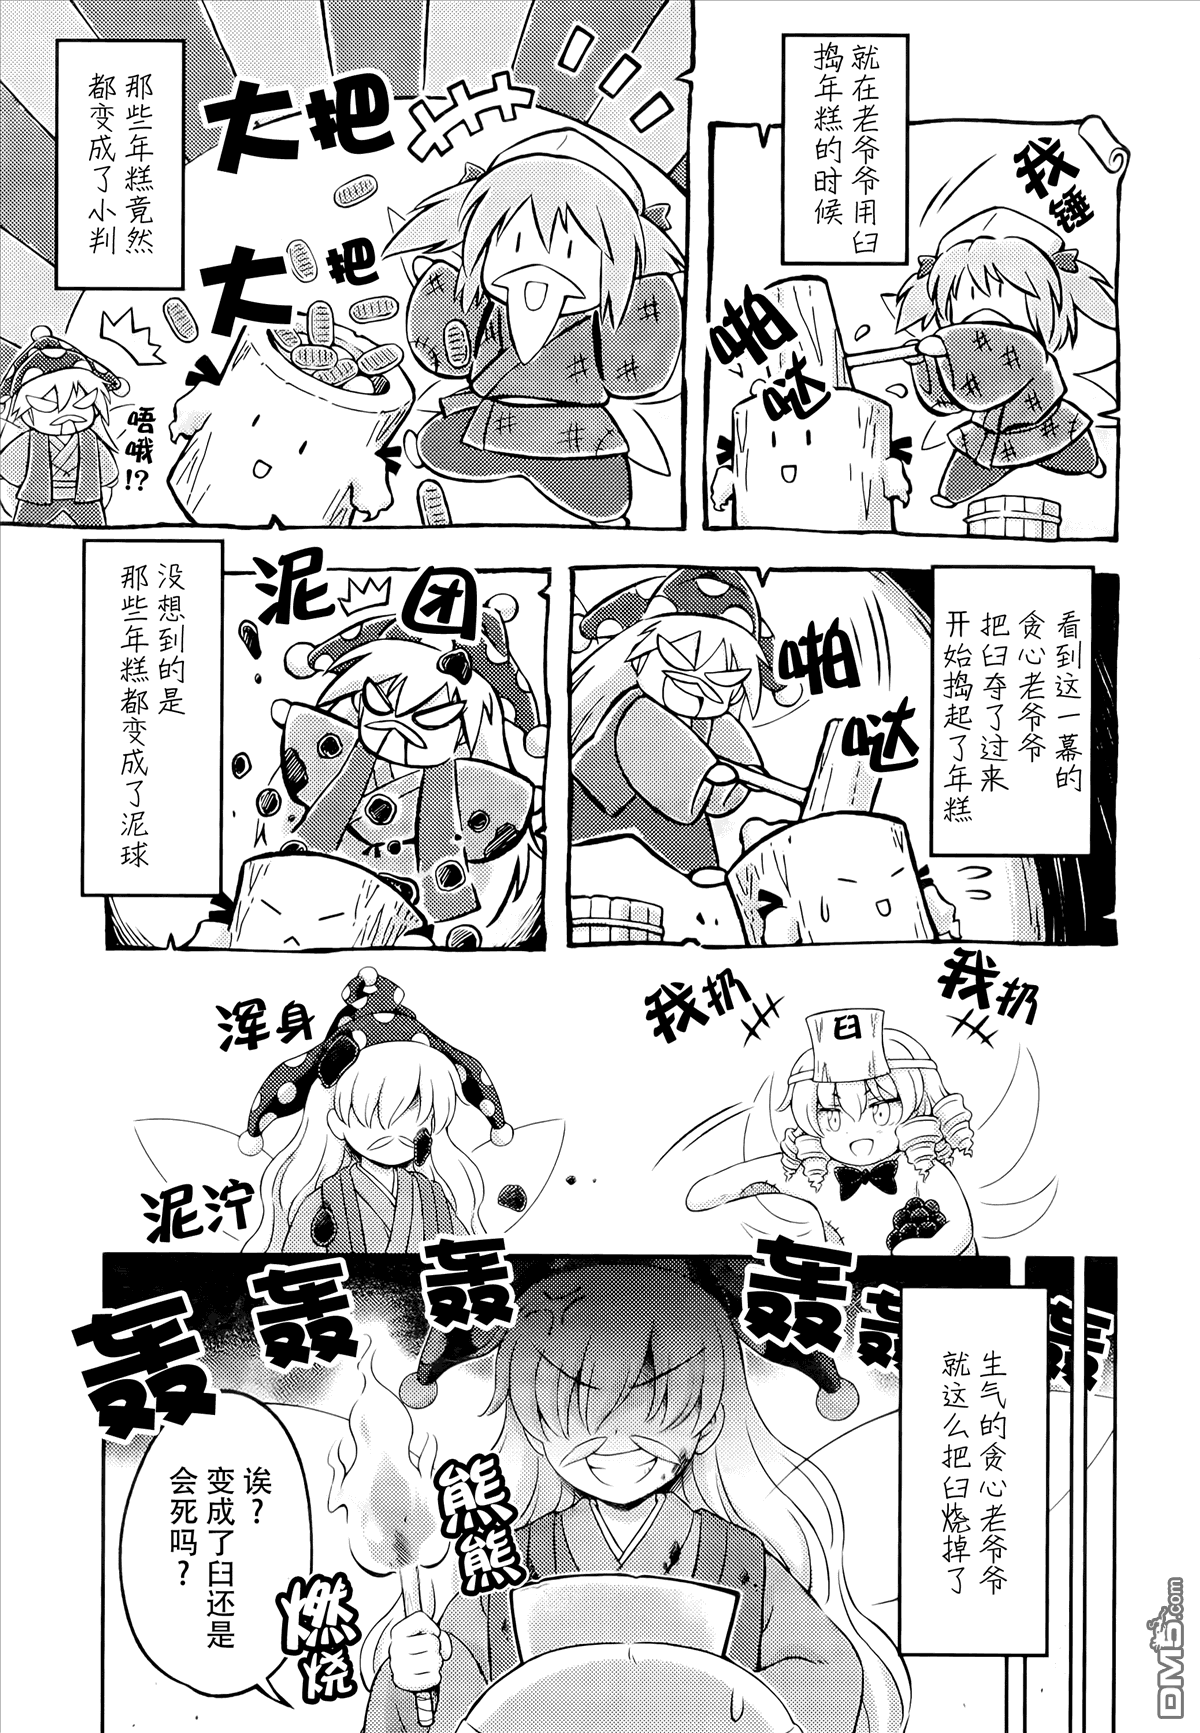 就在老爷爷用臼
捣年糕的时候
我
锤
啪
哒
那些年糕竟然
都变成了小判
大把
大把
唔
哦!?
看到这一幕的
贪心老爷爷
把臼夺了过来
开始捣起了年糕
啪
哒
没想到的是
那些年糕都变成了泥球
泥
团
我扔
我扔
臼
浑身
泥泞
生气的贪心老爷爷
就这么把臼烧掉了
轰
轰
轰
轰
轰
轰
熊
熊
燃
烧
诶?
变成了臼还是
会死吗?
DM5.com